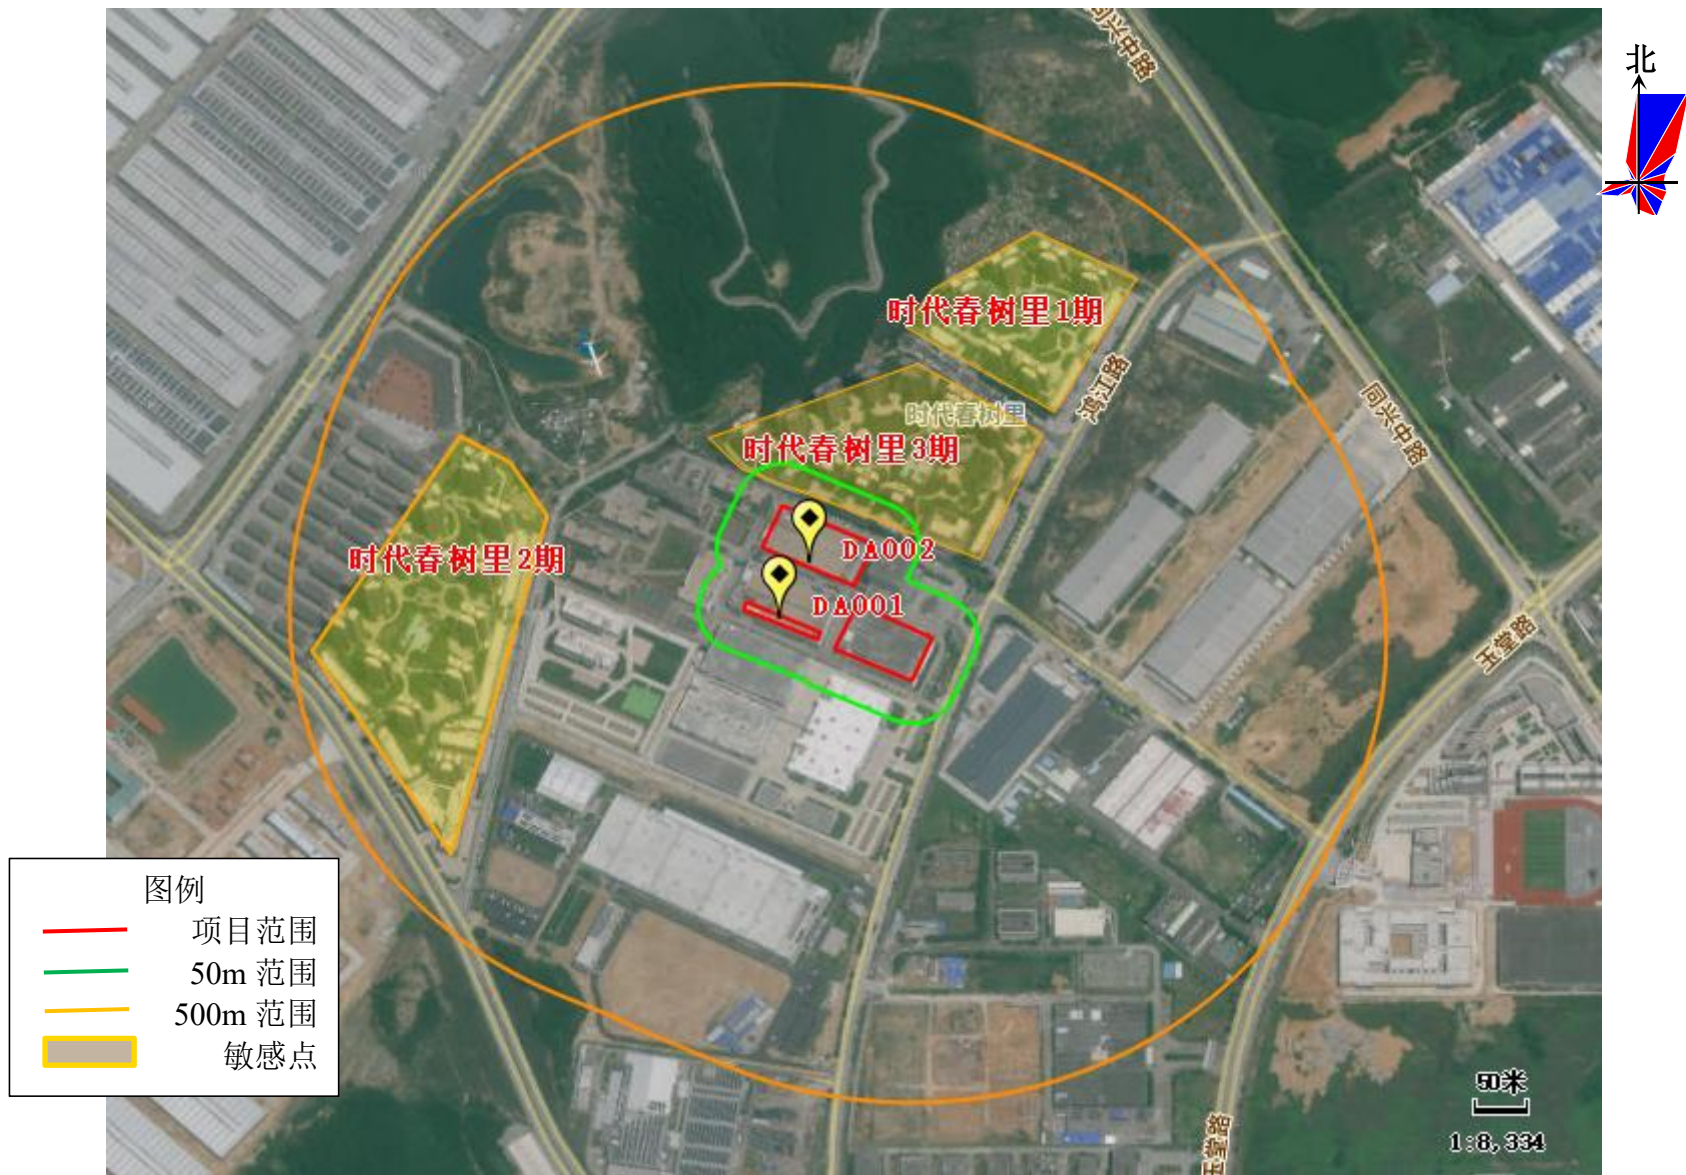 同兴中路
北
时代春树里1期
滨江路
时代春树里
同兴中路
时代春树里3期
DA002
时代春树里2期
DA001
玉堂路
图例
项目范围
50m 范围
500m 范围
敏感点
50米
1:8,334
玉堂路